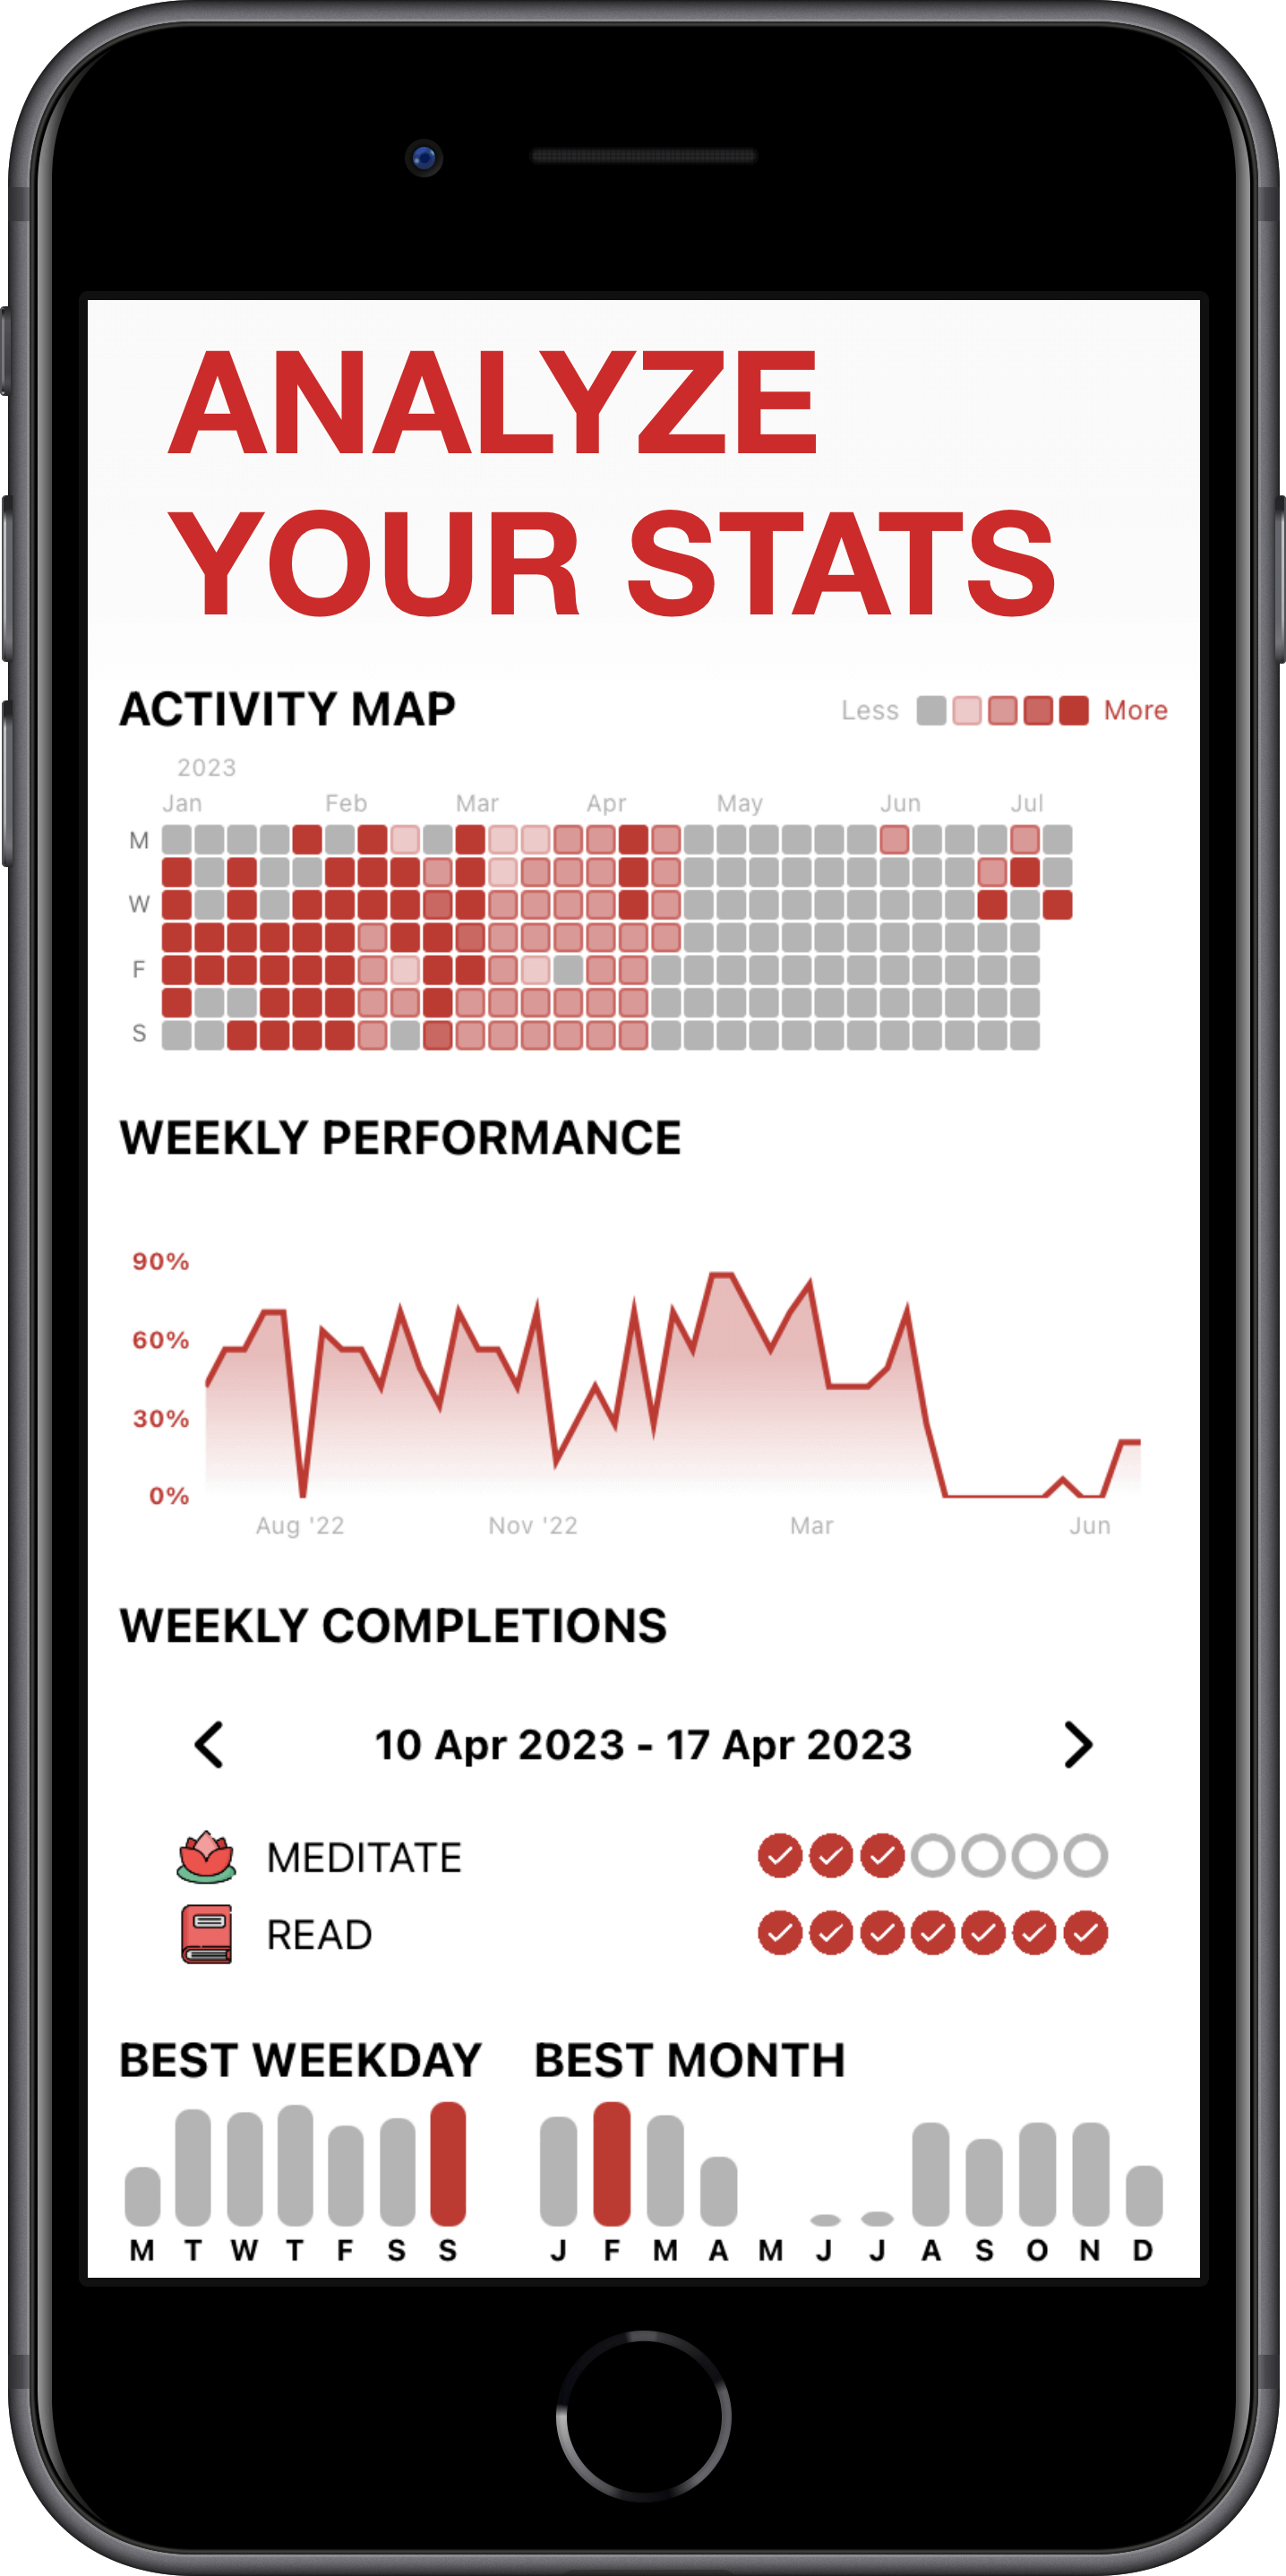 ANALYZE
YOUR STATS
ACTIVITY MAP
Less More
2023
Jan Feb Mar Apr May Jun Jul
M
W
F
S
WEEKLY PERFORMANCE
90%
60%
30%
0%
Aug '22 Nov '22 Mar Jun
WEEKLY COMPLETIONS
10 Apr 2023 - 17 Apr 2023
MEDITATE
READ
BEST WEEKDAY BEST MONTH
M T W T F S S J F M A M J J A S O N D